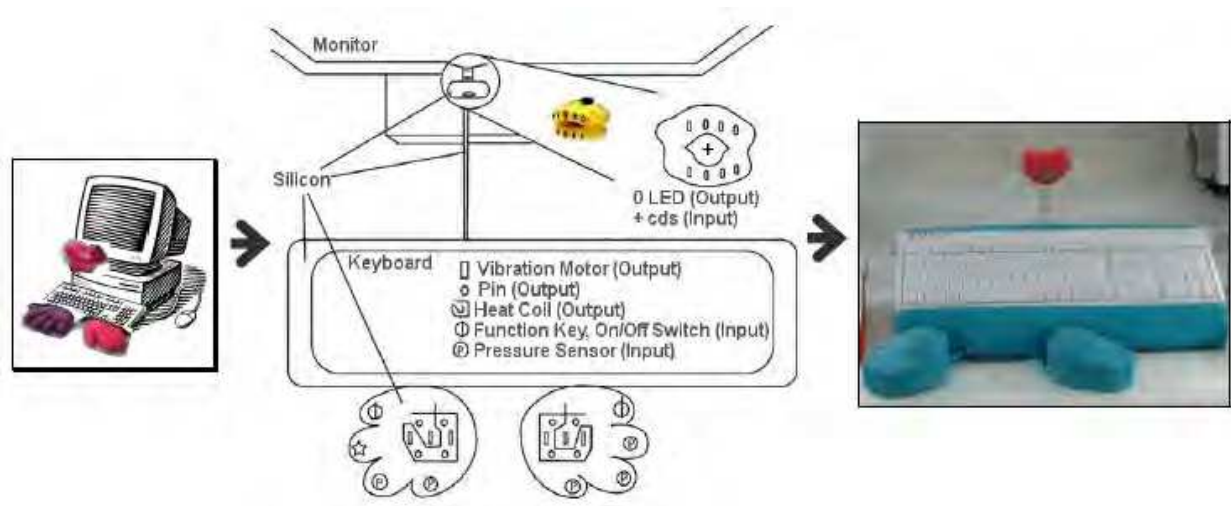 Monitor
Silicon
0 LED (Output)
+ cds (Input)
Keyboard
Vibration Motor (Output)
Pin (Output)
Heat Coil (Output)
Function Key, On/Off Switch (Input)
P Pressure Sensor (Input)
P
P
P
P
P
P